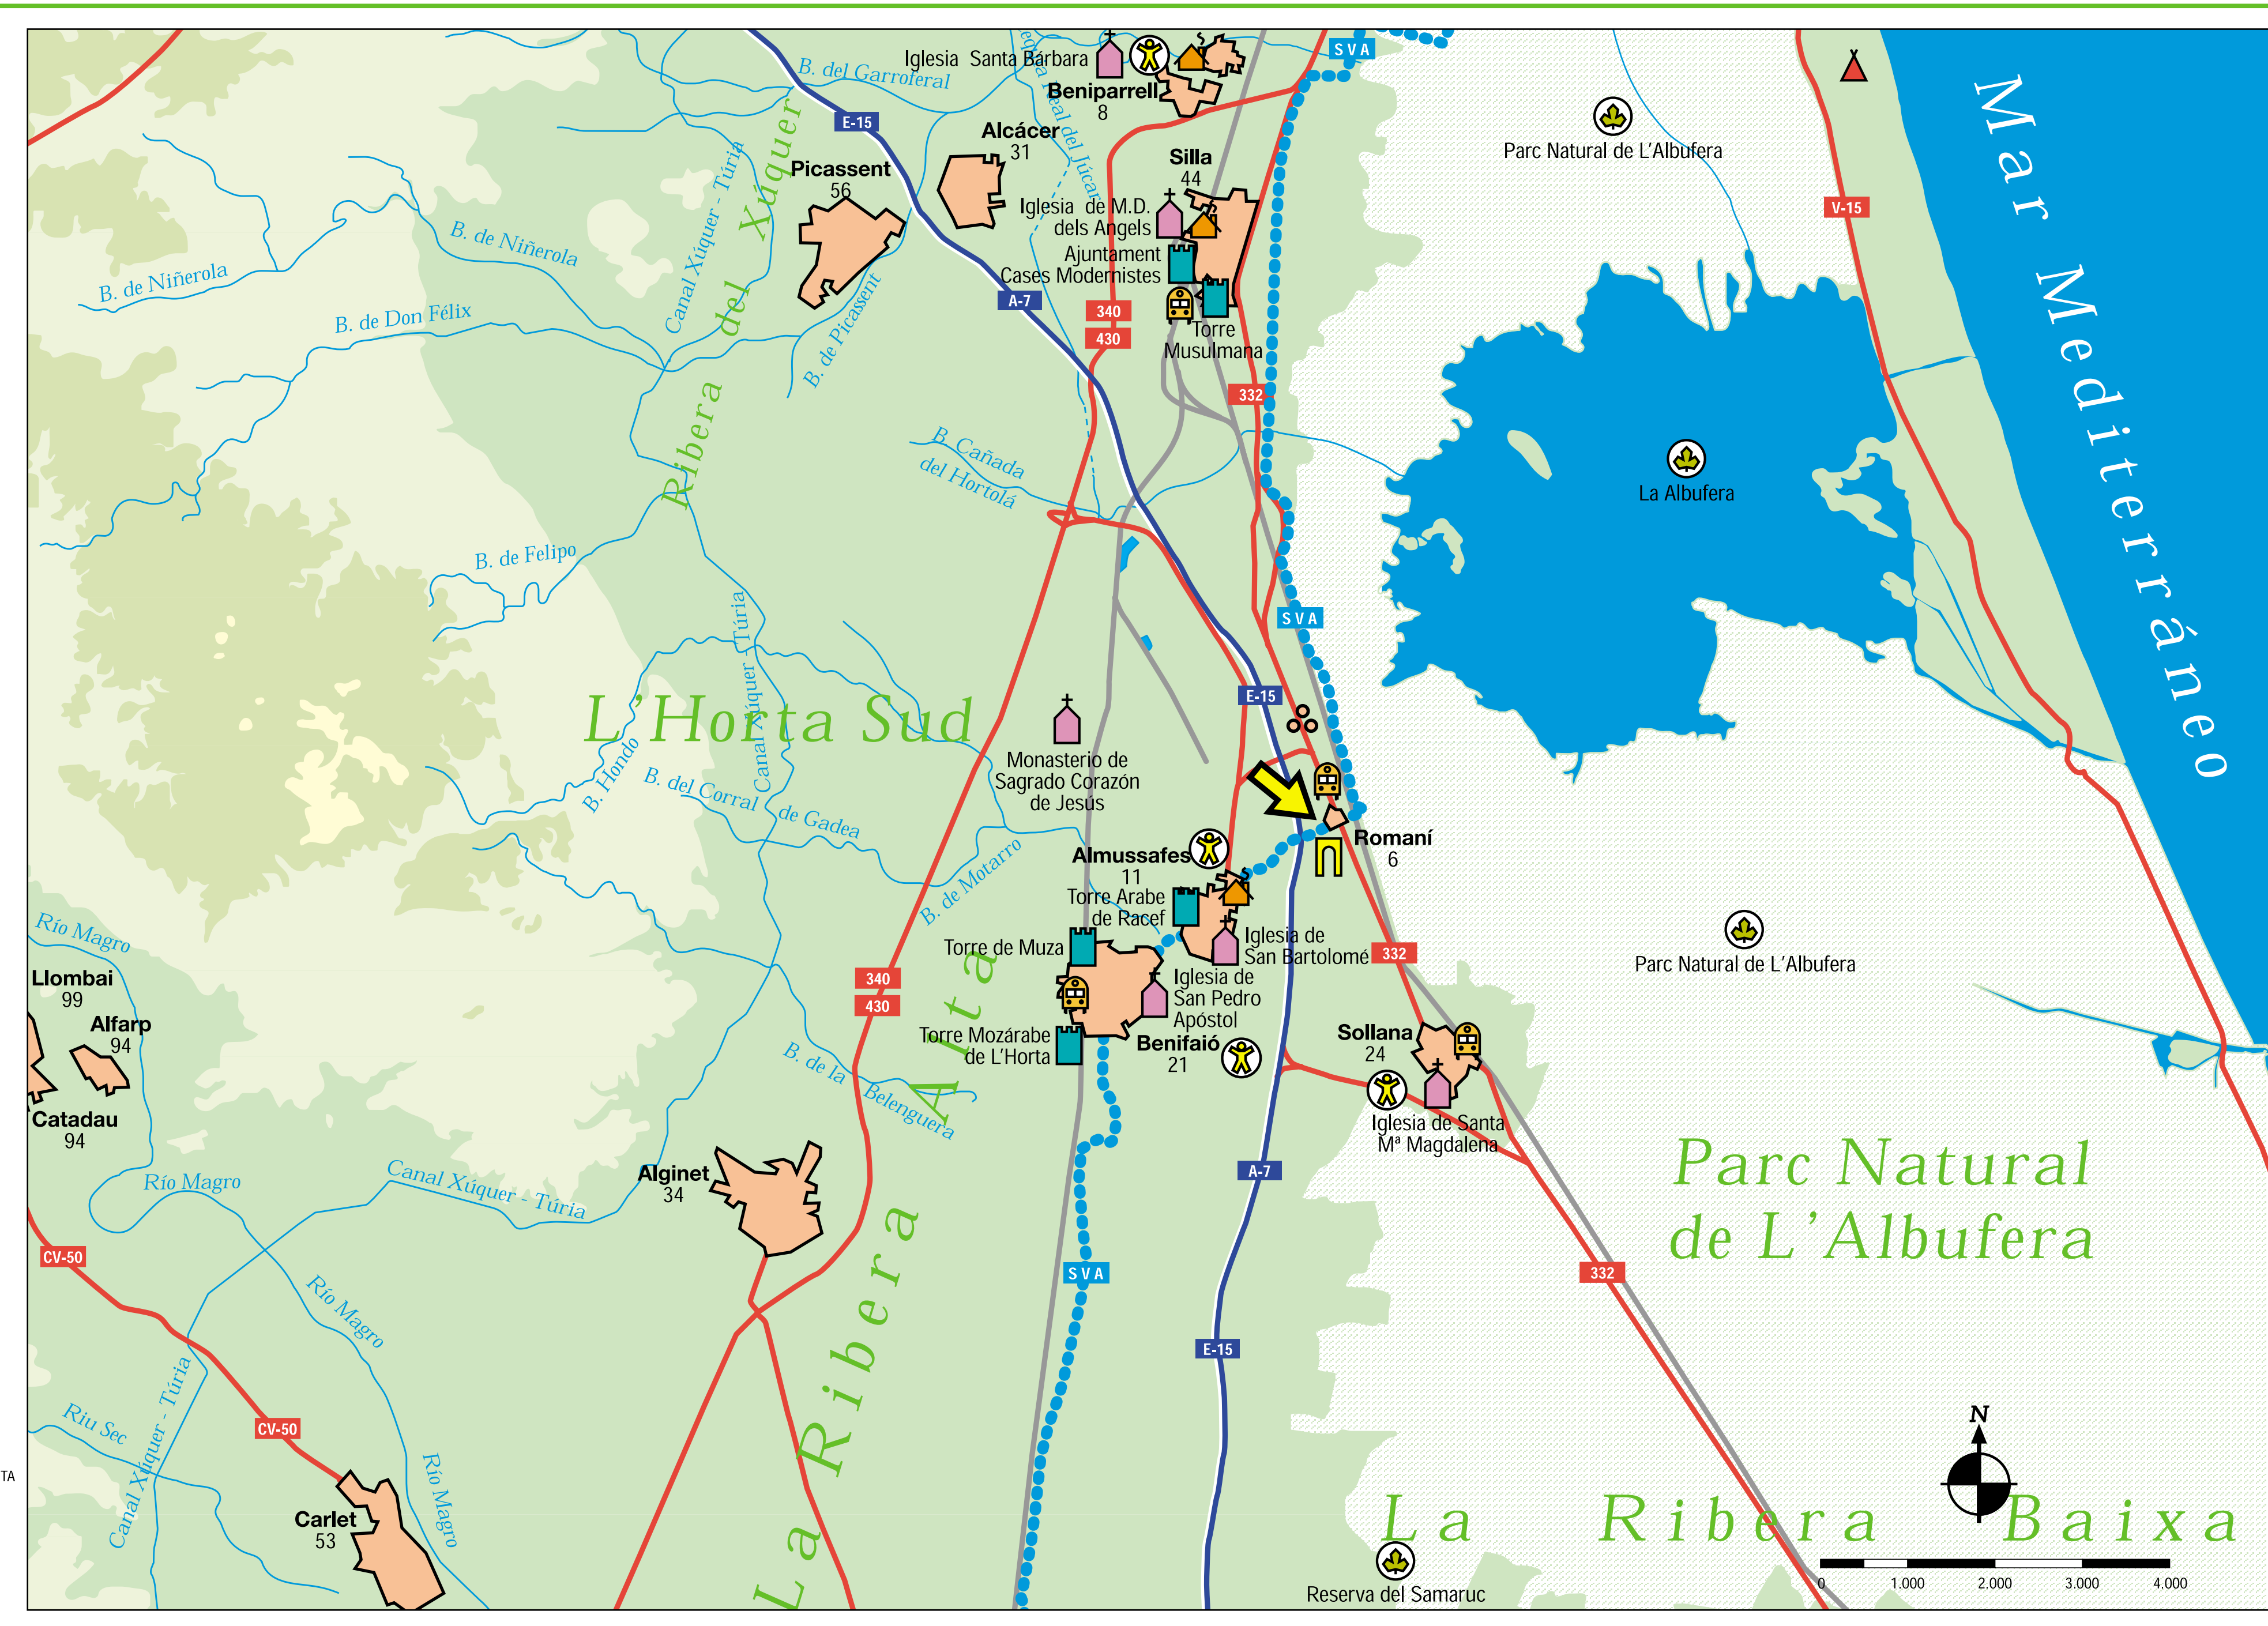 Iglesia Santa Bárbara
S V A
B. del Garroferal
Beniparrell
8
E-15
Alcácer
31
Parc Natural de L'Albufera
Silla
44
Picassent
56
V-15
Iglesia de M.D.
dels Angels
Ajuntament
Cases Modernistes
B. de Niñerola
B. de Niñerola
Canal Xúquer - Túria
Ribera del Xúquer
Real del Júcar
B. de Don Félix
B. de Picassent
A-7
340
430
Torre
Musulmana
332
Mar Mediterráneo
B. Cañada
del Hortolá
La Albufera
B. de Felipo
S V A
Canal Xúquer - Túria
L'Horta Sud
E-15
Monasterio de
Sagrado Corazón
de Jesús
B. Hondo
B. del Corral de Gadea
Romaní
6
Almussafes
11
Torre Arabe
de Racef
B. de Motarro
Iglesia de
San Bartolomé
332
Torre de Muza
Río Magro
Parc Natural de L'Albufera
Llombai
99
340
430
Iglesia de
San Pedro
Apóstol
Alfarp
94
Torre Mozárabe
de L'Horta
Benifaió
21
Sollana
24
B. de la Belenguera
Catadau
94
Iglesia de Santa
Mª Magdalena
Alginet
34
Río Magro
Canal Xúquer - Túria
A-7
Parc Natural
de L'Albufera
CV-50
S V A
332
La Ribera Alta
Río Magro
E-15
Riu Sec
CV-50
Canal Xúquer - Túria
Río Magro
N
TA
Carlet
53
La Ribera Baixa
Reserva del Samaruc
0 1.000 2.000 3.000 4.000